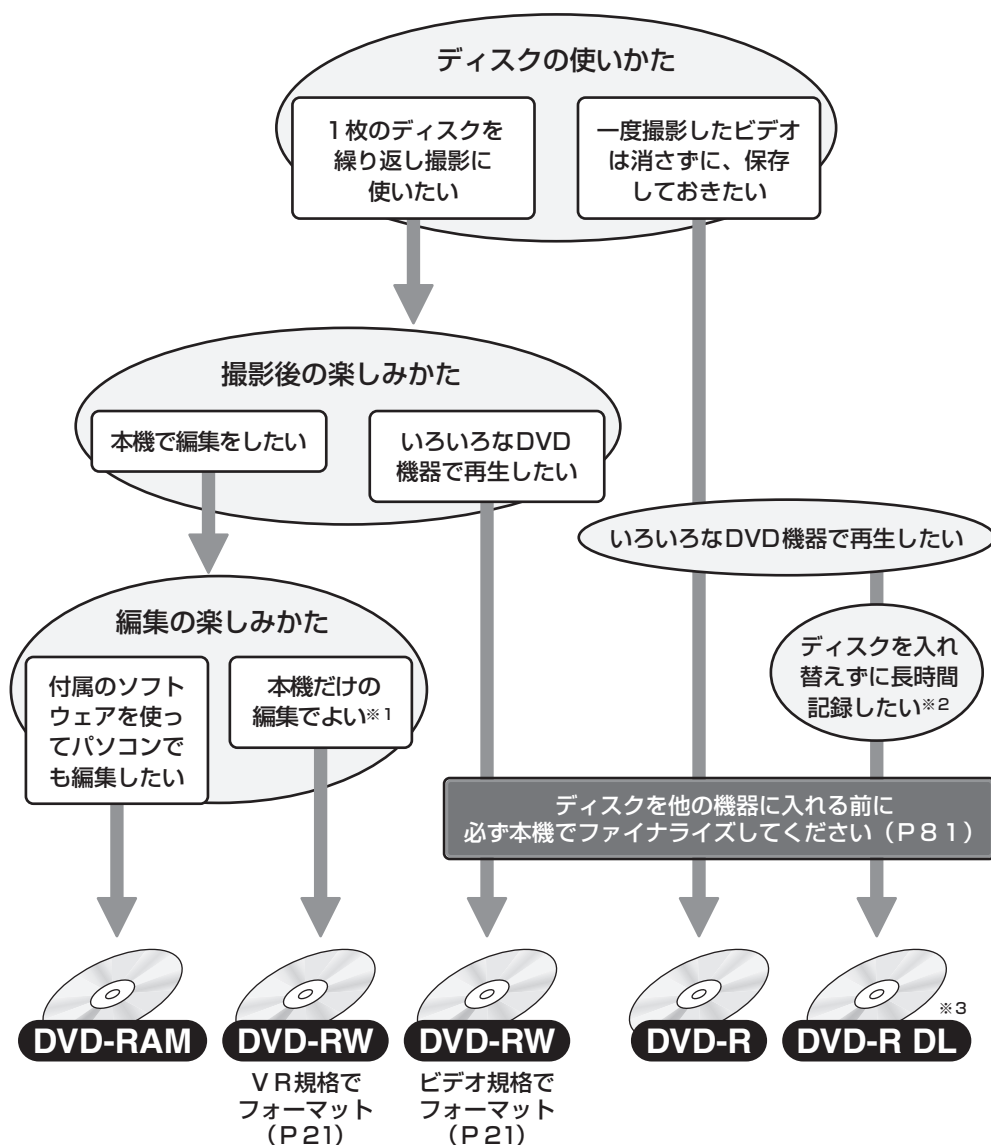 ディスクの使いかた
1枚のディスクを
繰り返し撮影に
使いたい
一度撮影したビデオ
は消さずに、保存
しておきたい
撮影後の楽しみかた
本機で編集をしたい
いろいろなDVD
機器で再生したい
いろいろなDVD機器で再生したい
編集の楽しみかた
付属のソフト
ウェアを使っ
てパソコンで
も編集したい
本機だけの
編集でよい※1
ディスクを入れ
替えずに長時間
記録したい※2
ディスクを他の機器に入れる前に
必ず本機でファイナライズしてください（P81）
DVD-RAM
DVD-RW
VR規格で
フォーマット
（P21）
DVD-RW
ビデオ規格で
フォーマット
（P21）
DVD-R
DVD-R DL ※3